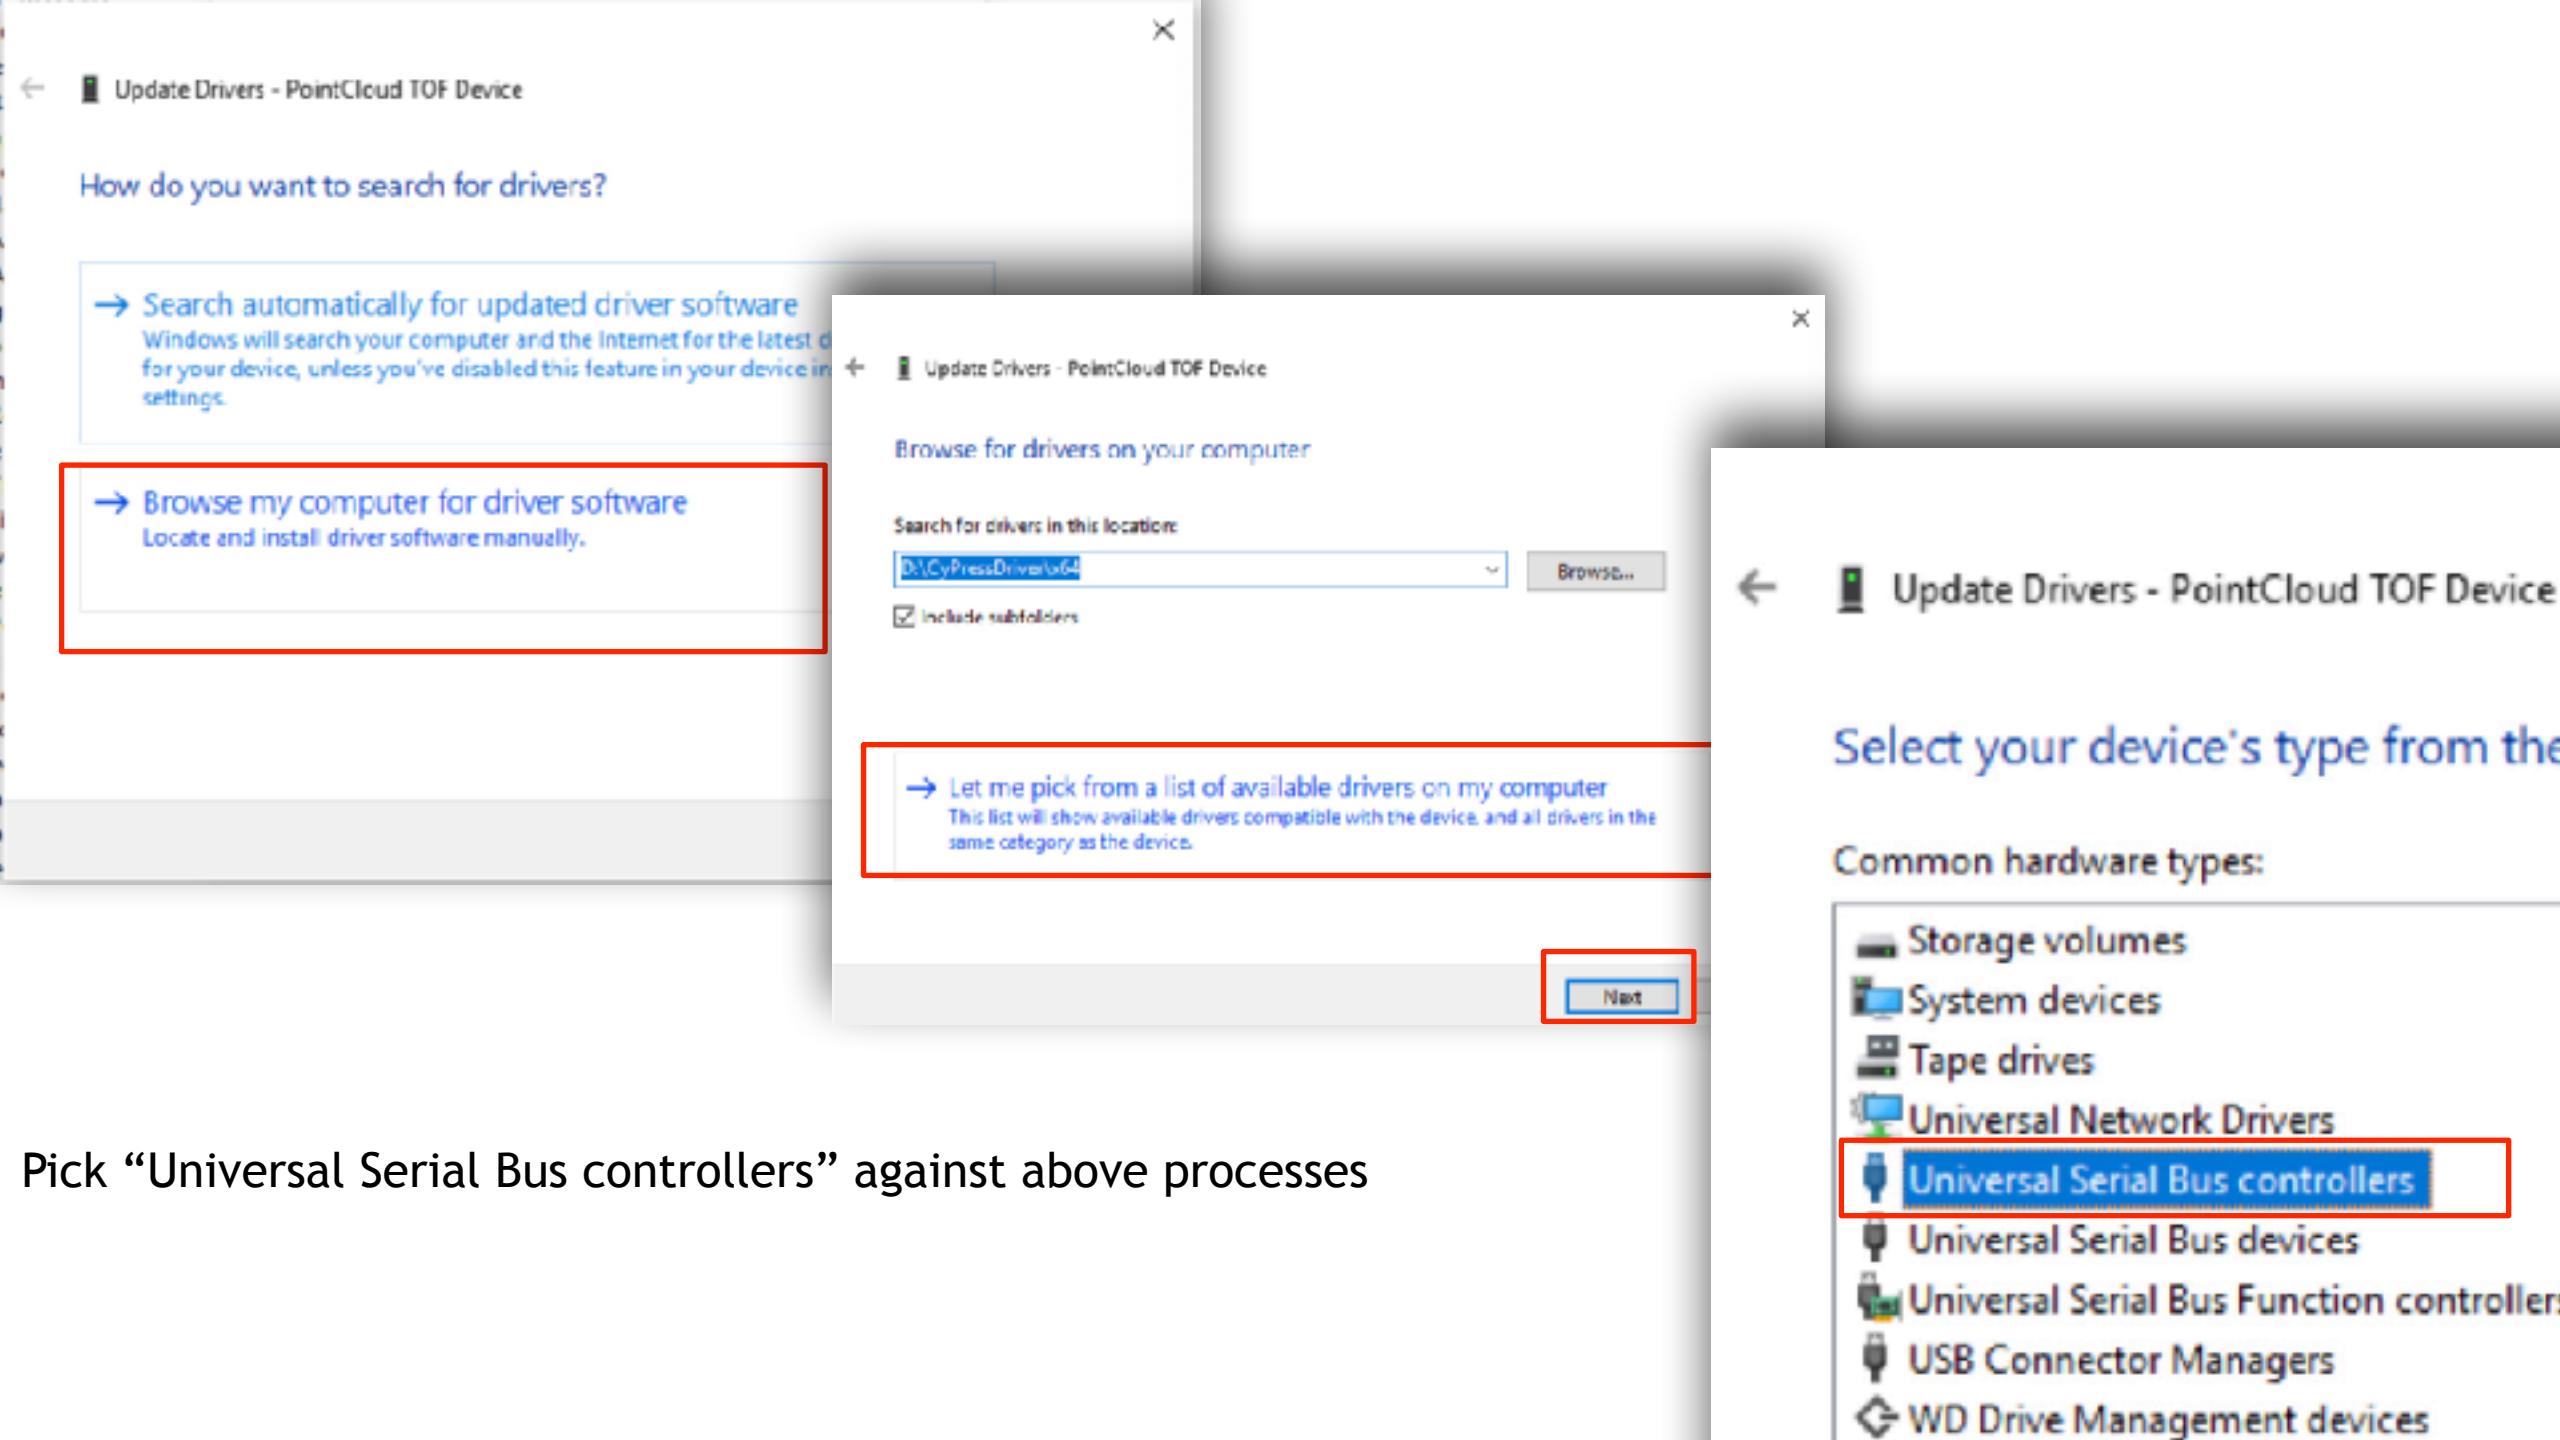 Update Drivers - PointCloud TOF Device
How do you want to search for drivers?
Search automatically for updated driver software
Windows will search your computer and the Internet for the latest
for your device, unless you've disabled this feature in your device
settings.
Browse my computer for driver software
Locate and install driver software manually.
Update Drivers - PointCloud TOF Device
Browse for drivers on your computer
Search for drivers in this location:
D:\CyPressDriver\x64
Browse...
Include subfolders
Let me pick from a list of available drivers on my computer
This list will show available drivers compatible with the device, and all drivers in the
same category as the device.
Next
Update Drivers - PointCloud TOF Device
Select your device's type from the
Common hardware types:
Storage volumes
System devices
Tape drives
Universal Network Drivers
Universal Serial Bus controllers
Universal Serial Bus devices
Universal Serial Bus Function controllers
USB Connector Managers
WD Drive Management devices
Pick “Universal Serial Bus controllers” against above processes